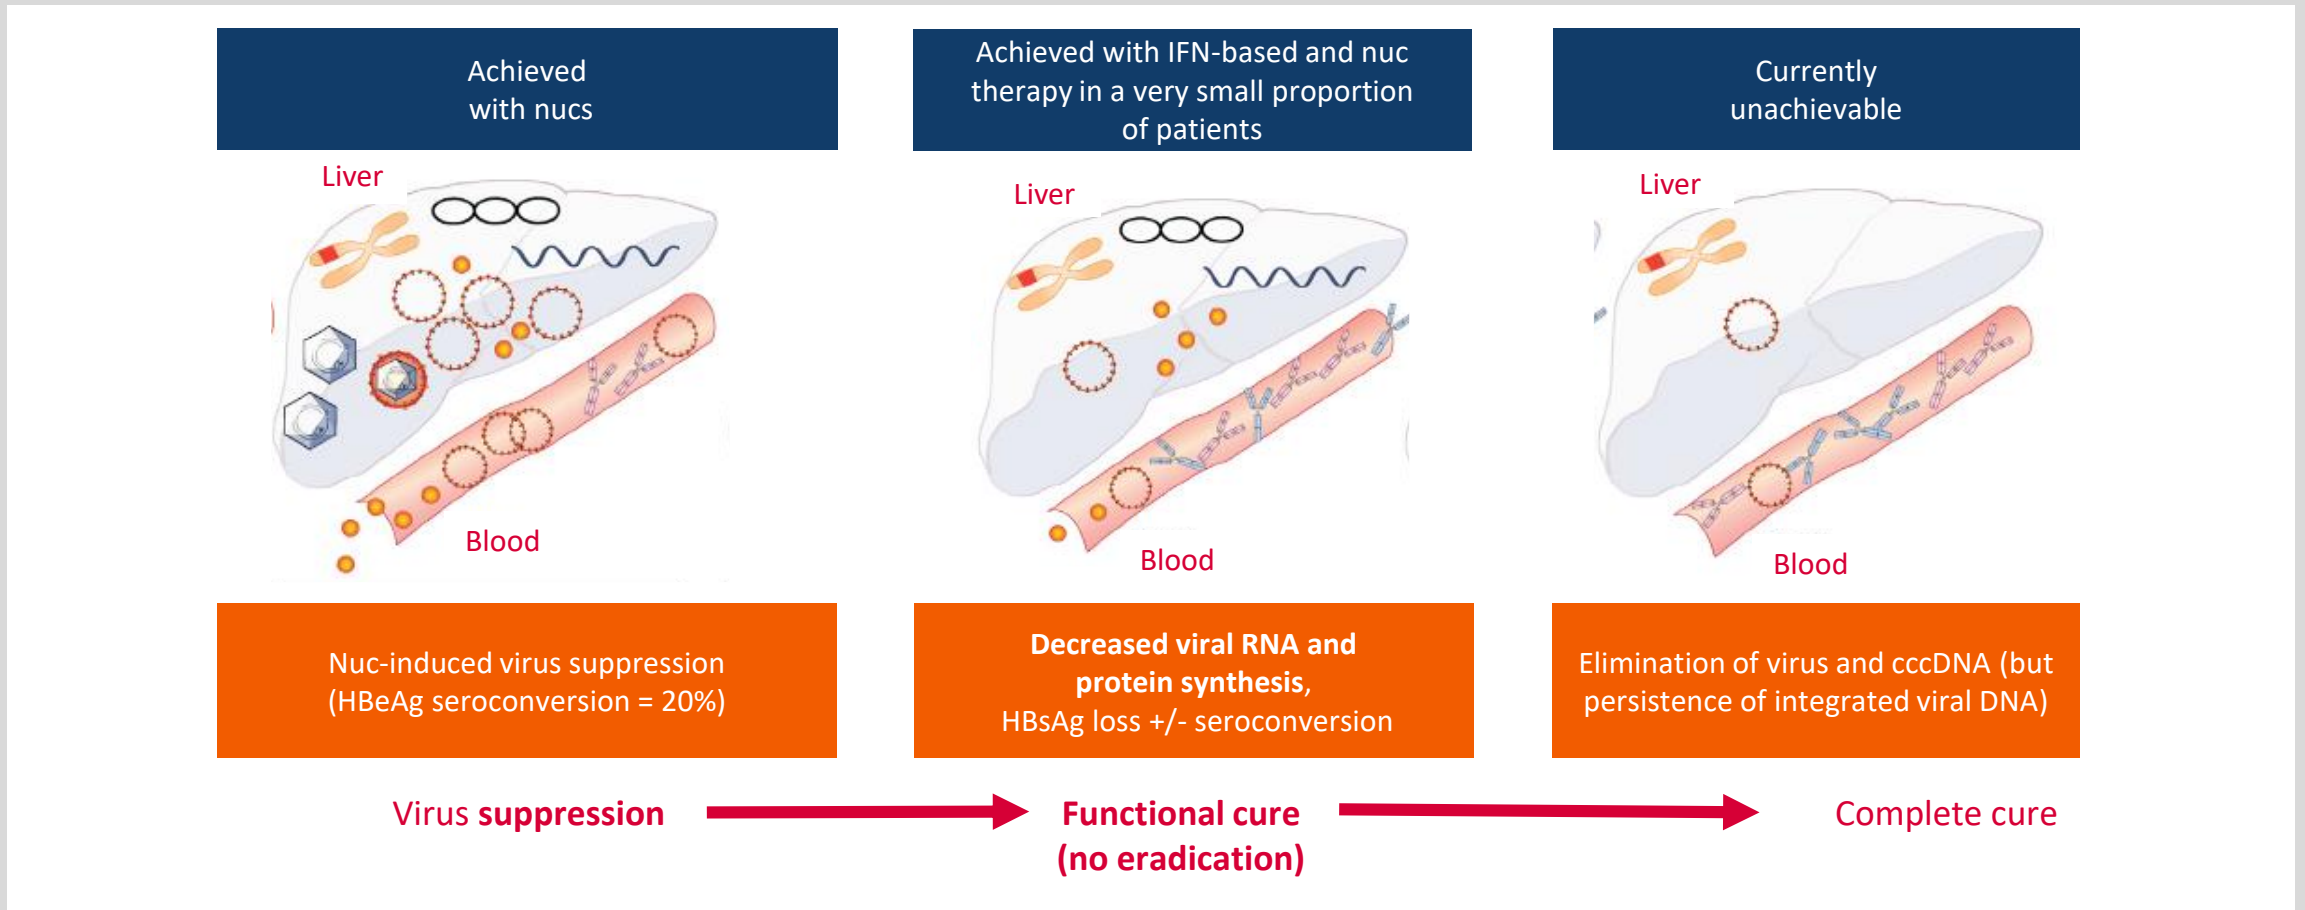 Achieved
with nucs
Achieved with IFN-based and nuc
therapy in a very small proportion
of patients
Currently
unachievable
Liver
Blood
Liver
Blood
Liver
Blood
Nuc-induced virus suppression
(HBeAg seroconversion = 20%)
Decreased viral RNA and
protein synthesis,
HBsAg loss +/- seroconversion
Elimination of virus and cccDNA (but
persistence of integrated viral DNA)
Virus suppression
Functional cure
(no eradication)
Complete cure